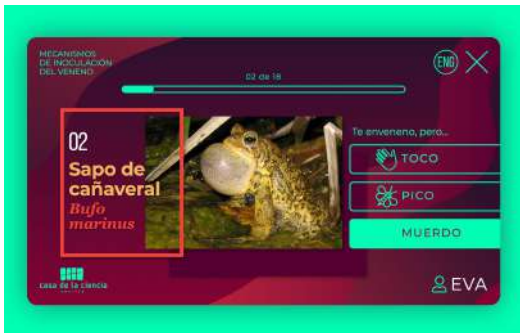 MECANISMOS
DE INOCULACIÓN
DEL VENENO
02 de 18
ENG
02
Sapo de
cañaveral
Bufo
marinus
Te enveneno, pero...
TOCO
PICO
MUERDO
casa de la ciencia
EVA